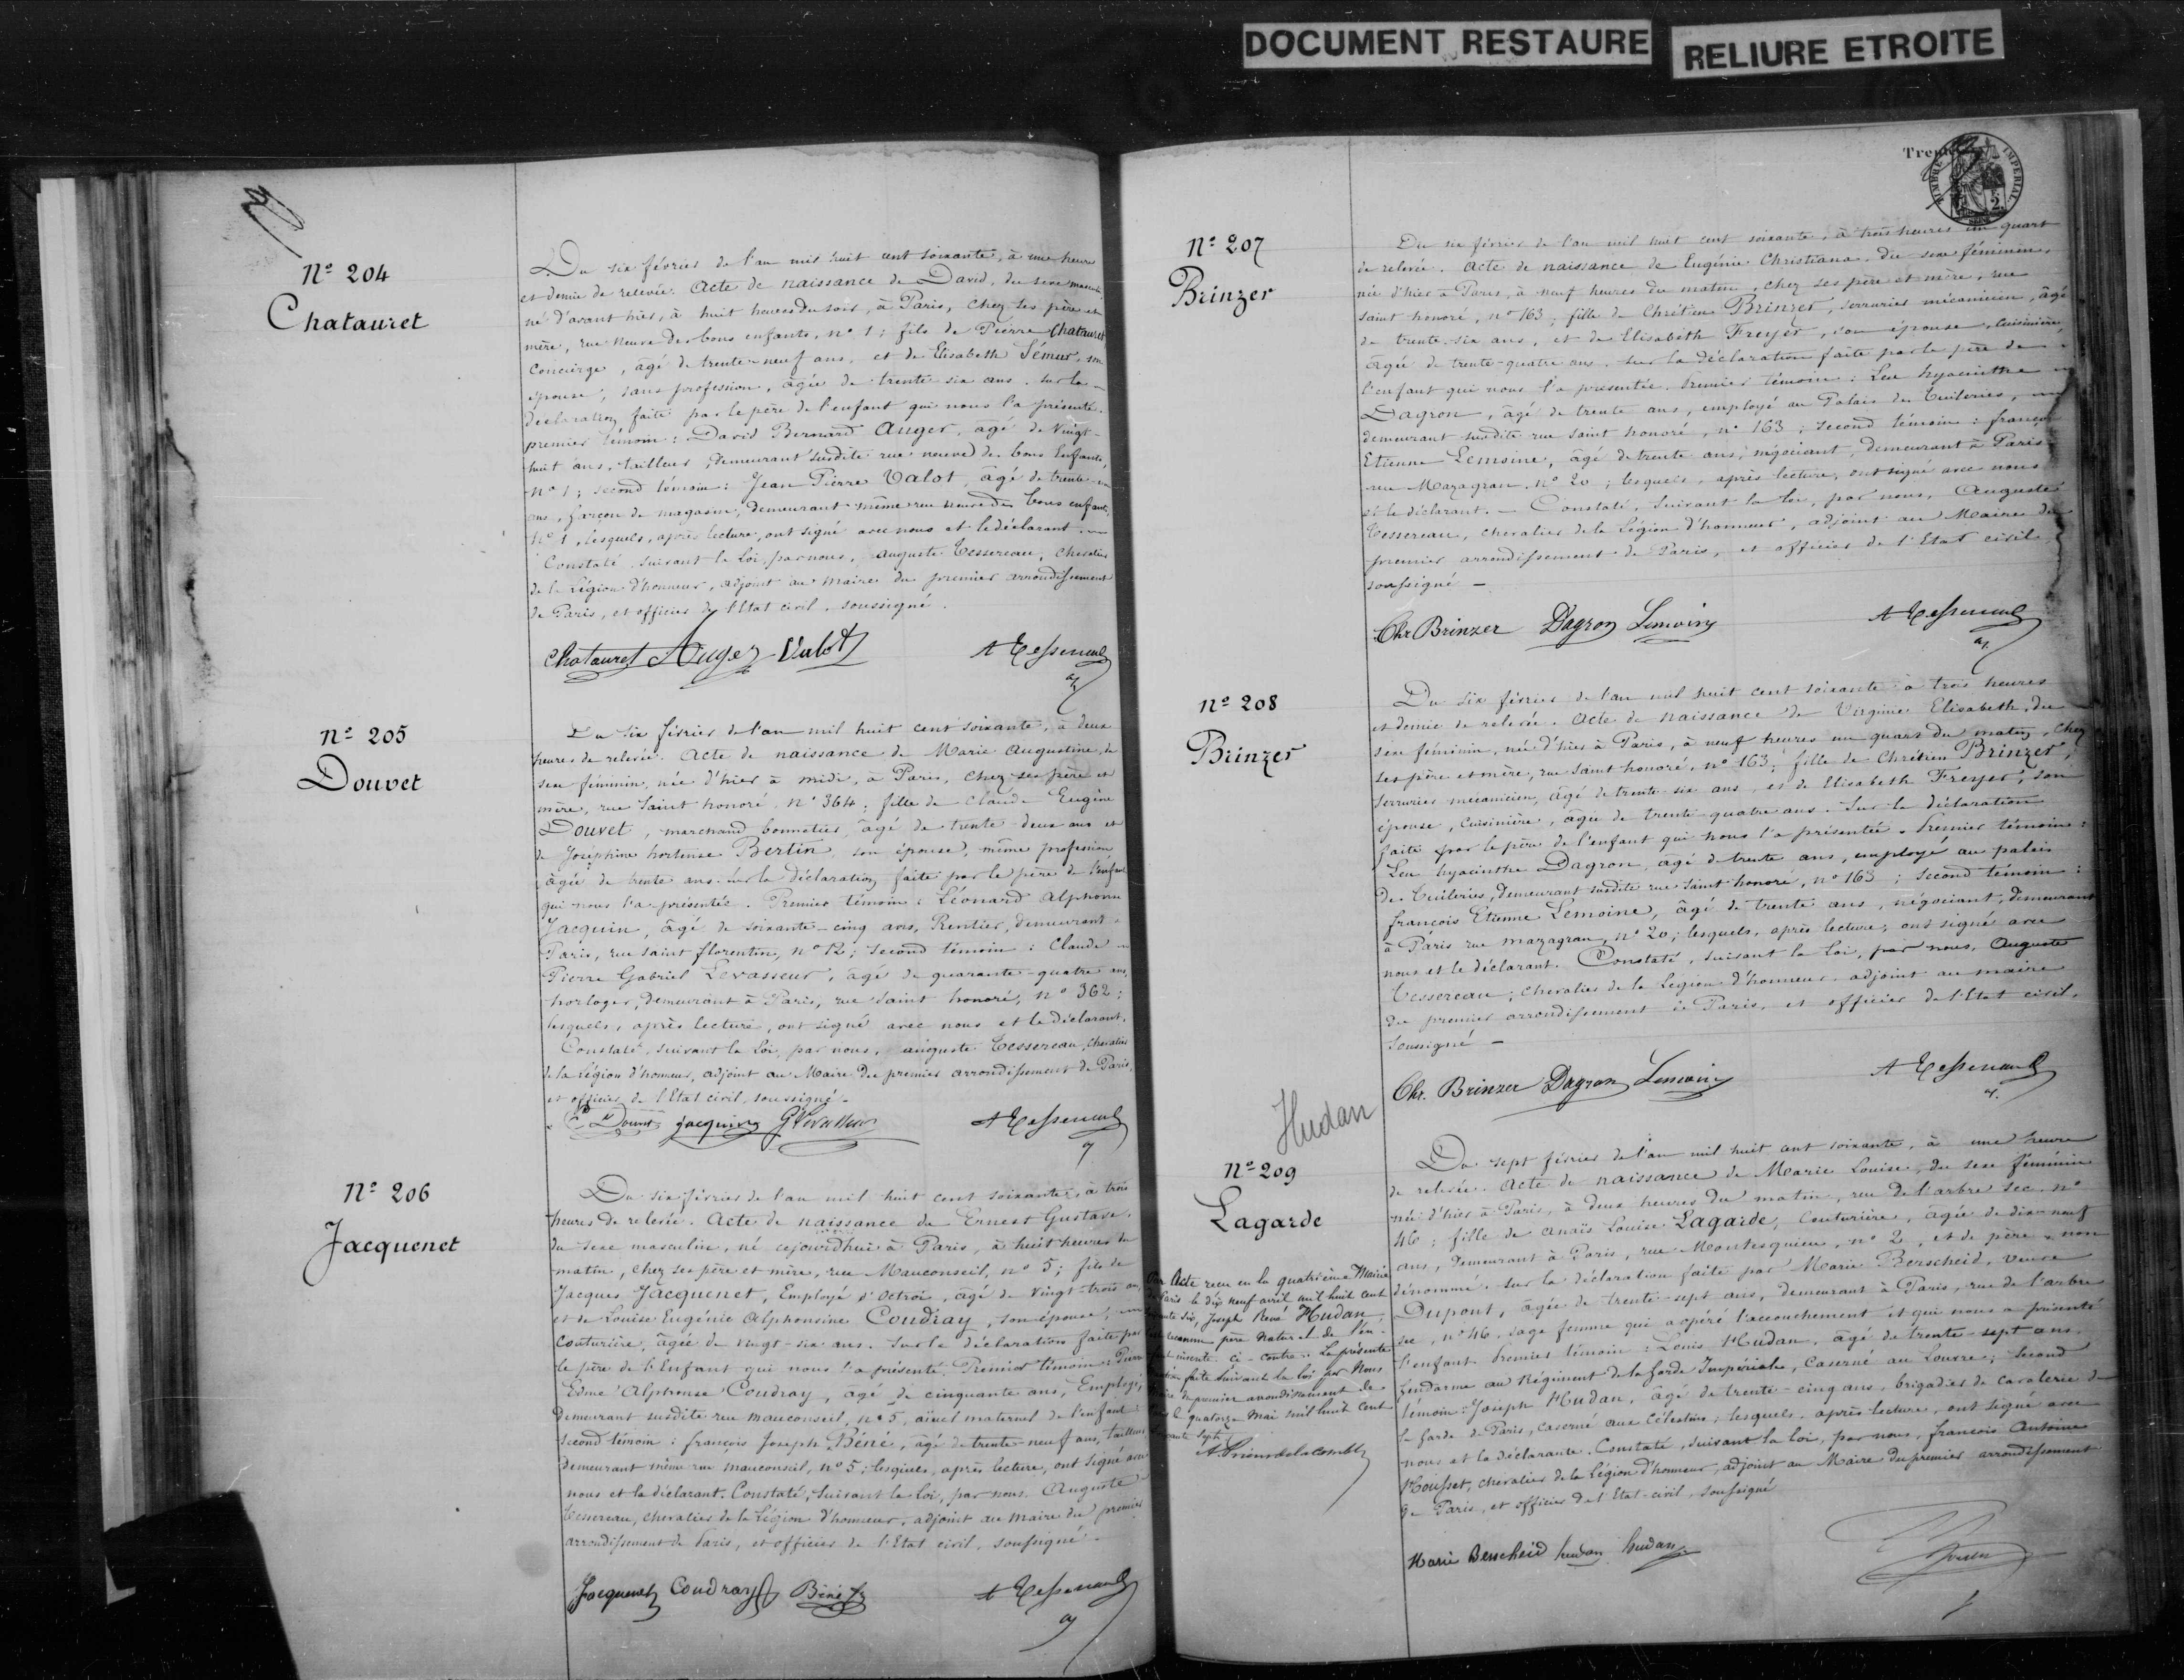 DOCUMENT RESTAURE
RELIURE ETROITE
Nº 204
Chatauret
Du six février de l'an mil huit cent soixante, à une heure
et demie de relevée. Acte de naissance de David, du sexe masculin,
né d'avant hier, à huit heures du soir, à Paris, chez ses père et
mère, rue neuve des bons enfants, nº 1; fils de Pierre Chatauret
concierge, âgé de trente-neuf ans, et de Elisabeth Sémur, son
épouse, sans profession, âgée de trente six ans. Sur la
déclaration faite par le père de l'enfant qui nous l'a présenté.
premier témoin: David Bernard Auger, âgé de Vingt-
huit ans, tailleur, demeurant susdite rue neuve des bons Enfants,
nº 1; second témoin: Jean Pierre Valot, âgé de trente-un
ans, garçon de magasin, demeurant même rue neuve des bons enfants,
nº 1, lesquels, après lecture, ont signé avec nous et le déclarant
Constaté, suivant la Loi, par nous, auguste Tessereau, chevalier
de la Légion d'honneur, adjoint au maire du premier arrondissement
de Paris, et officier de l'Etat civil, soussigné.
Chatauret Auger Valot A Tessereau
nº 205
Douvet
Du six février de l'an mil huit cent soixante, à deux
heures de relevée. Acte de naissance de Marie Augustine, du
sexe féminin, née d'hier à midi, à Paris, chez ses père et
mère, rue saint honoré, nº 364; fille de Claude Eugène
Douvet, marchand bonnetier, âgé de trente-deux ans et
de Joséphine hortense Bertin, son épouse, même profession
âgée de trente ans. Sur la déclaration faite par le père de l'enfant
qui nous l'a présentée. Premier témoin: Léonard Alphonse
Jacquin, âgé de soixante-cinq ans, Rentier, demeurant à
Paris, rue saint florentin, nº 12; second témoin: Claude
Pierre Gabriel Levasseur, âgé de quarante-quatre ans,
horloger, demeurant à Paris, rue saint honoré, nº 362;
lesquels, après lecture, ont signé avec nous et le déclarant.
Constaté, suivant la Loi, par nous, auguste Tessereau, chevalier
de la Légion d'honneur, adjoint au Maire du premier arrondissement de Paris,
et officier de l'Etat civil, soussigné.
Douvet Jacquin G Levasseur A Tessereau
Nº 206
Jacquenet
Du six février de l'an mil huit cent soixante, à trois
heures de relevée. Acte de naissance de Ernest Gustave,
du sexe masculin, né cejourd'hui à Paris, à huit heures du
matin, chez ses père et mère, rue Mauconseil, nº 5; fils de
Jacques Jacquenet, Employé d'Octroi, âgé de vingt-trois ans,
et de Louise Eugénie Alphonsine Coudray, son épouse,
couturière, âgée de vingt-six ans. Sur la déclaration faite par
le père de l'Enfant qui nous l'a présenté. Premier témoin: Pierre
Edme Alphonse Coudray, âgé de cinquante ans, Employé,
demeurant susdite rue mauconseil, nº 5, aïeul maternel de l'enfant;
second témoin: françois Joseph Béné, âgé de trente-neuf ans, tailleur
demeurant même rue mauconseil, nº 5; lesquels, après lecture, ont signé avec
nous et le déclarant. Constaté, suivant la Loi, par nous Auguste
Tessereau, chevalier de la Légion d'honneur, adjoint au maire du premier
arrondissement de Paris, et officier de l'Etat civil, soussigné.
Jacquenet Coudray Béné A Tessereau
TIMBRE IMPERIAL
Nº 207
Brinzer
Du six février de l'an mil huit cent soixante, à trois heures un quart
de relevée. Acte de naissance de Eugénie Christiana, du sexe féminin,
née d'hier à Paris, à neuf heures du matin, chez ses père et mère, rue
saint honoré, nº 163; fille de Chrétien Brinzer, serrurier mécanicien, âgé
de trente-six ans, et de Elisabeth Freyer, son épouse, cuisinière,
âgée de trente-quatre ans. Sur la déclaration faite par le père de
l'enfant qui nous l'a présentée. Premier témoin: Leu hyacinthe
Dagron, âgé de trente ans, employé au Palais des Tuileries,
demeurant susdite rue saint honoré, nº 163; second témoin: françois
Etienne Lemoine, âgé de trente ans, négociant, demeurant à Paris
rue Mazagran, nº 20; lesquels, après lecture, ont signé avec nous
et le déclarant. Constaté, suivant la loi, par nous, Auguste
Tessereau, chevalier de la Légion d'honneur, adjoint au Maire du
premier arrondissement de Paris, et officier de l'Etat civil
soussigné
Chr Brinzer Dagron Lemoine A Tessereau
nº 208
Brinzer
Du six février de l'an mil huit cent soixante à trois heures
et demie de relevée. Acte de naissance de Virginie Elisabeth, du
sexe féminin, née d'hier à Paris, à neuf heures un quart du matin, chez
ses père et mère, rue saint honoré, nº 163; fille de Chrétien Brinzer,
serrurier mécanicien, âgé de trente six ans, et de Elisabeth Freyer, son
épouse, cuisinière, âgée de trente quatre ans. Sur la déclaration
faite par le père de l'enfant qui nous l'a présentée. Premier témoin:
Leu hyacinthe Dagron, âgé de trente ans, employé au palais
des Tuileries, demeurant susdite rue saint honoré, nº 163; second témoin:
françois Etienne Lemoine, âgé de trente ans, négociant, demeurant
à Paris rue mazagran, nº 20; lesquels, après lecture, ont signé avec
nous et le déclarant. Constaté, suivant la Loi, par nous, Auguste
Tessereau, chevalier de la Légion d'honneur, adjoint au maire
du premier arrondissement de Paris, et officier de l'Etat civil.
soussigné
Chr. Brinzer Dagron Lemoine A Tessereau
Hudan
Nº 209
Lagarde
Par Acte reçu en la quatrième Mairie
de Paris le dix neuf avril mil huit cent
soixante six, Joseph René Hudan
reconnu père Naturel de l'en-
fant inscrite ci-contre. La présente
faite suivant la loi par Nous
Maire du premier arrondissement de
Paris le quatorze Mai mil huit cent
soixante sept.
Du sept février de l'an mil huit cent soixante, à une heure
de relevée. Acte de naissance de Marie Louise, du sexe féminin
née d'hier à Paris, à deux heures du matin, rue de l'arbre sec, nº
46; fille de Anaïs Louise Lagarde, couturière, âgée de dix-neuf
ans, demeurant à Paris, rue Montesquieu, nº 2, et de père non
dénommé. Sur la déclaration faite par Marie Berscheid, veuve
Dupont, âgée de trente-sept ans, demeurant à Paris, rue de l'arbre
sec, nº 46, sage femme qui a opéré l'accouchement et qui nous a présenté
l'enfant. Premier témoin: Louis Hudan, âgé de trente-sept ans,
Gendarme au Régiment de la Garde Impériale, caserné au Louvre; second
témoin: Joseph Hudan, âgé de trente-cinq ans, brigadier de cavalerie de
la garde de Paris, caserné aux Célestins; lesquels, après lecture, ont signé avec
nous et la déclarante. Constaté, suivant la Loi, par nous, françois Antoine
Housset, chevalier de la Légion d'honneur, adjoint au Maire du premier arrondissement
de Paris, et officier de l'Etat-civil, soussigné
Marie Berscheid hudan hudan